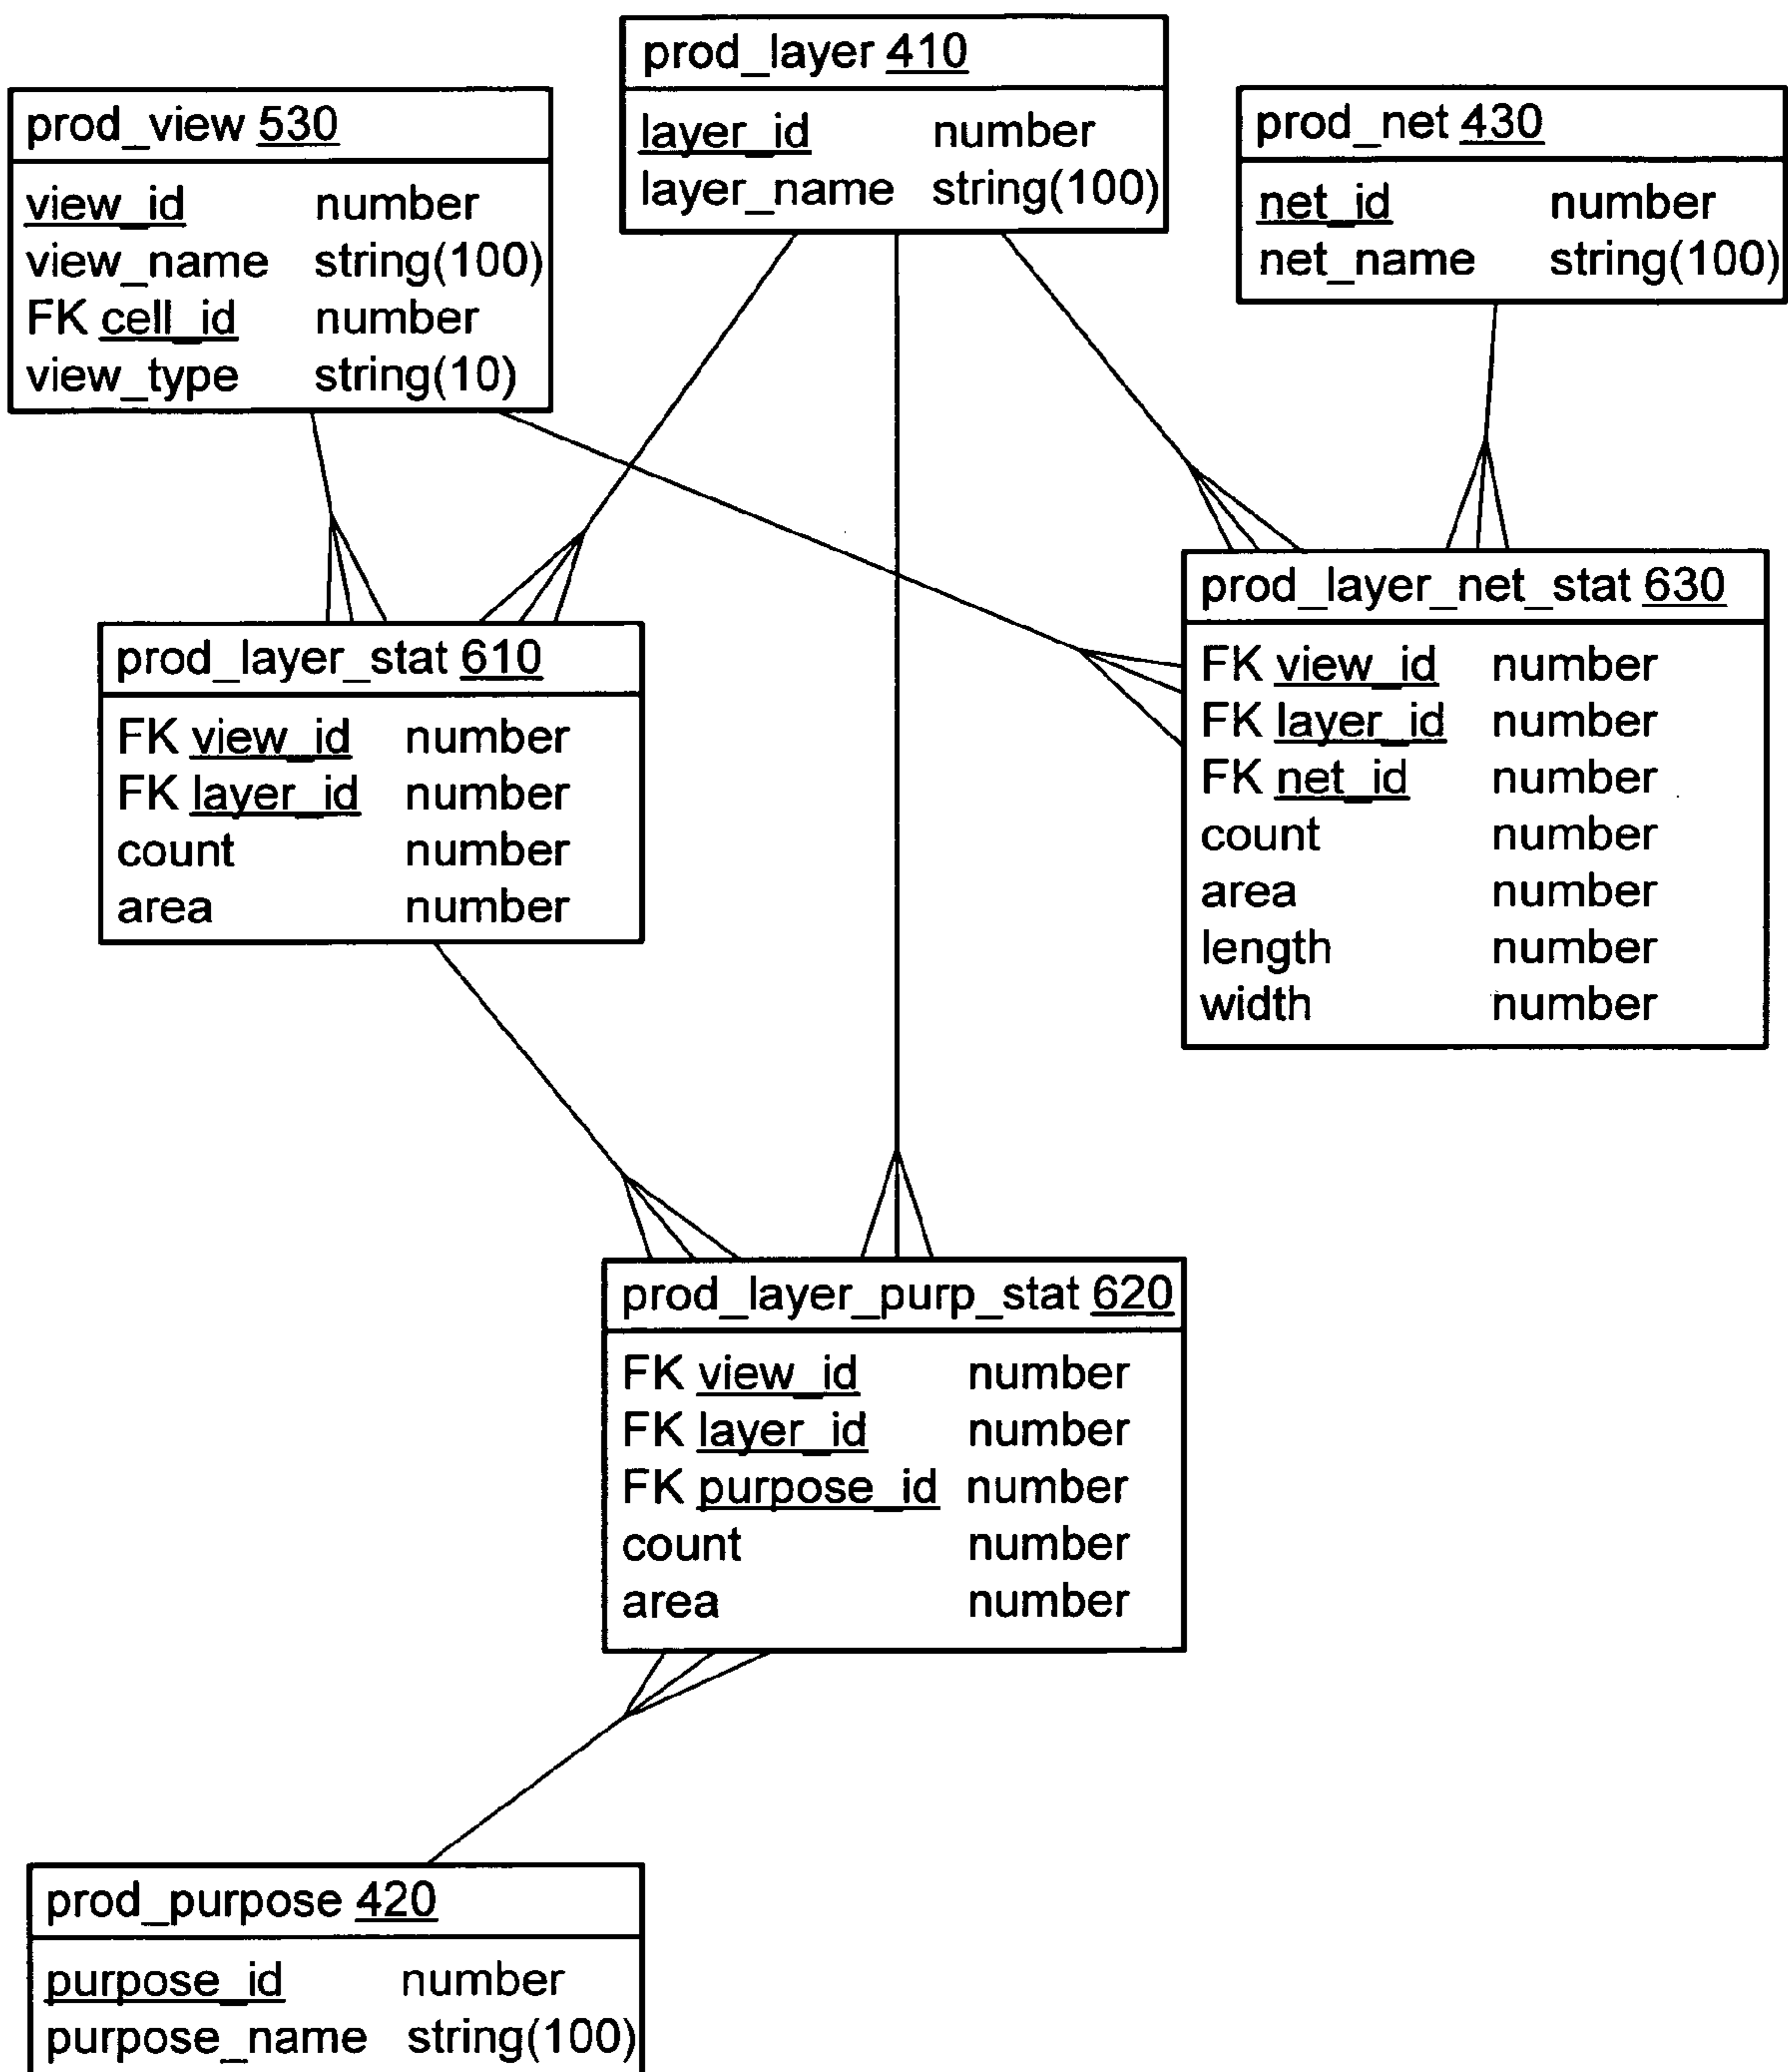 prod_layer 410
layer_id number
layer_name string(100)
prod_view 530
view_id number
view_name string(100)
FK cell_id number
view_type string(10)
prod_net 430
net_id number
net_name string(100)
prod_layer_stat 610
FK view_id number
FK layer_id number
count number
area number
prod_layer_net_stat 630
FK view_id number
FK layer_id number
FK net_id number
count number
area number
length number
width number
prod_layer_purp_stat 620
FK view_id number
FK layer_id number
FK purpose_id number
count number
area number
prod_purpose 420
purpose_id number
purpose_name string(100)